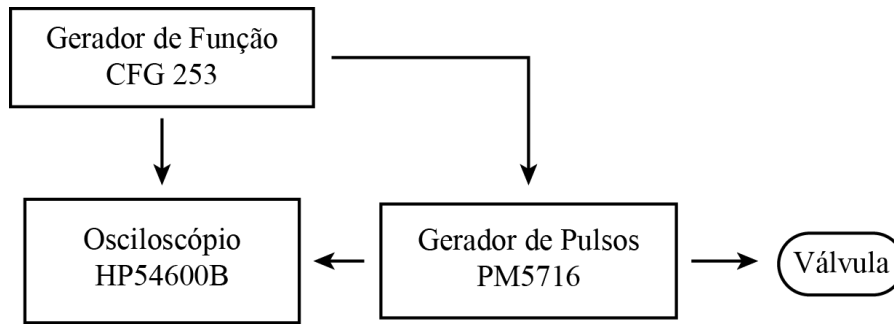 Gerador de Função
CFG 253
Osciloscópio
HP54600B
Gerador de Pulsos
PM5716
Válvula